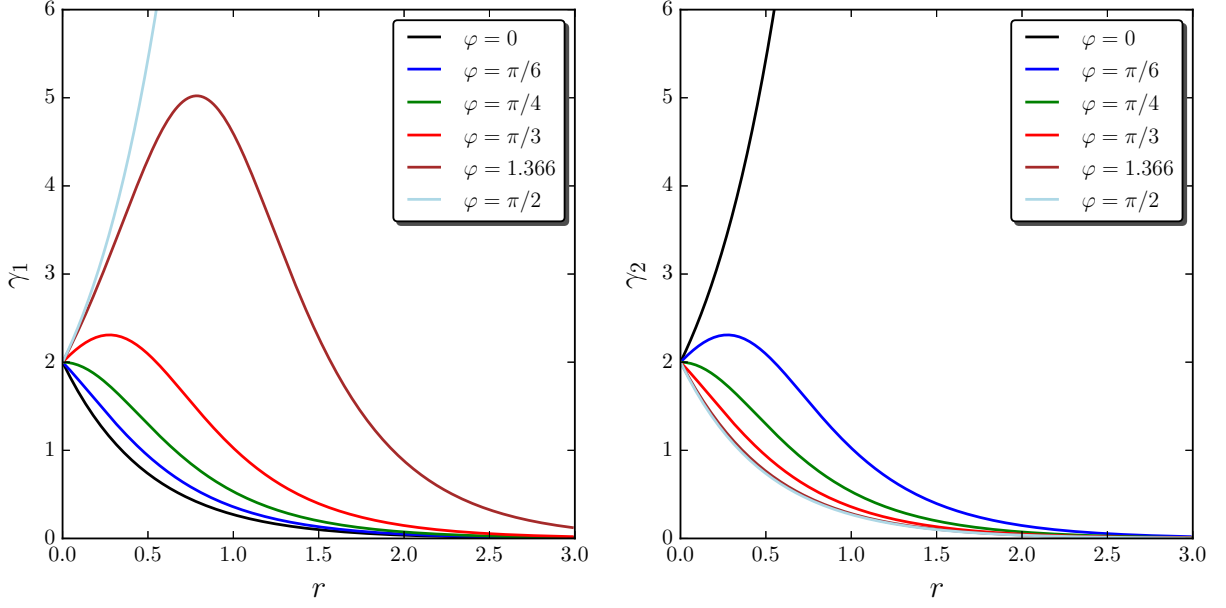 6
5
4
3
2
1
0
γ₁
0.0 0.5 1.0 1.5 2.0 2.5 3.0
r
φ = 0
φ = π/6
φ = π/4
φ = π/3
φ = 1.366
φ = π/2
6
5
4
3
2
1
0
γ₂
0.0 0.5 1.0 1.5 2.0 2.5 3.0
r
φ = 0
φ = π/6
φ = π/4
φ = π/3
φ = 1.366
φ = π/2